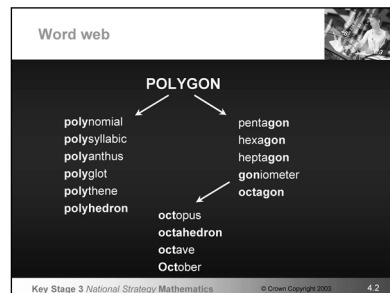 Word web
POLYGON
polynomial
polysyllabic
polyanthus
polyglot
polythene
polyhedron
pentagon
hexagon
heptagon
goniometer
octagon
octopus
octahedron
octave
October
Key Stage 3 National Strategy Mathematics
© Crown Copyright 2003
4.2